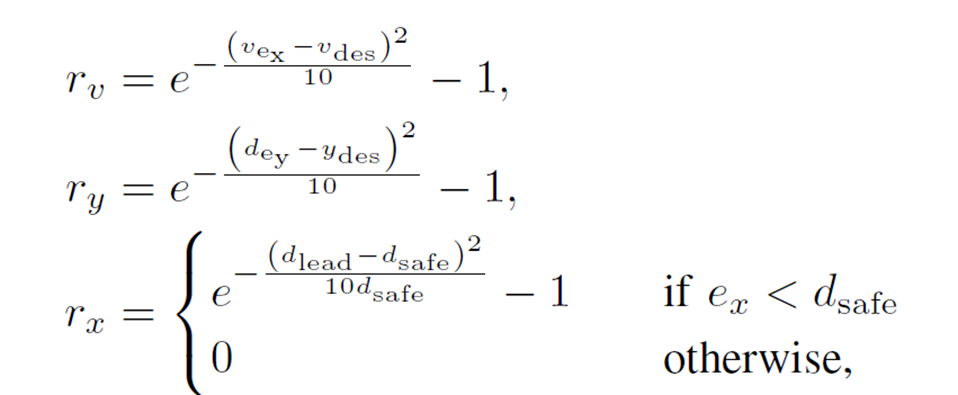 r_v = e^{-\frac{(v_{ex} - v_{des})^2}{10}} - 1,
r_y = e^{-\frac{(d_{ey} - y_{des})^2}{10}} - 1,
r_x = \begin{cases} e^{-\frac{(d_{lead} - d_{safe})^2}{10 d_{safe}}} - 1 & \text{if } e_x < d_{safe} \\ 0 & \text{otherwise,} \end{cases}